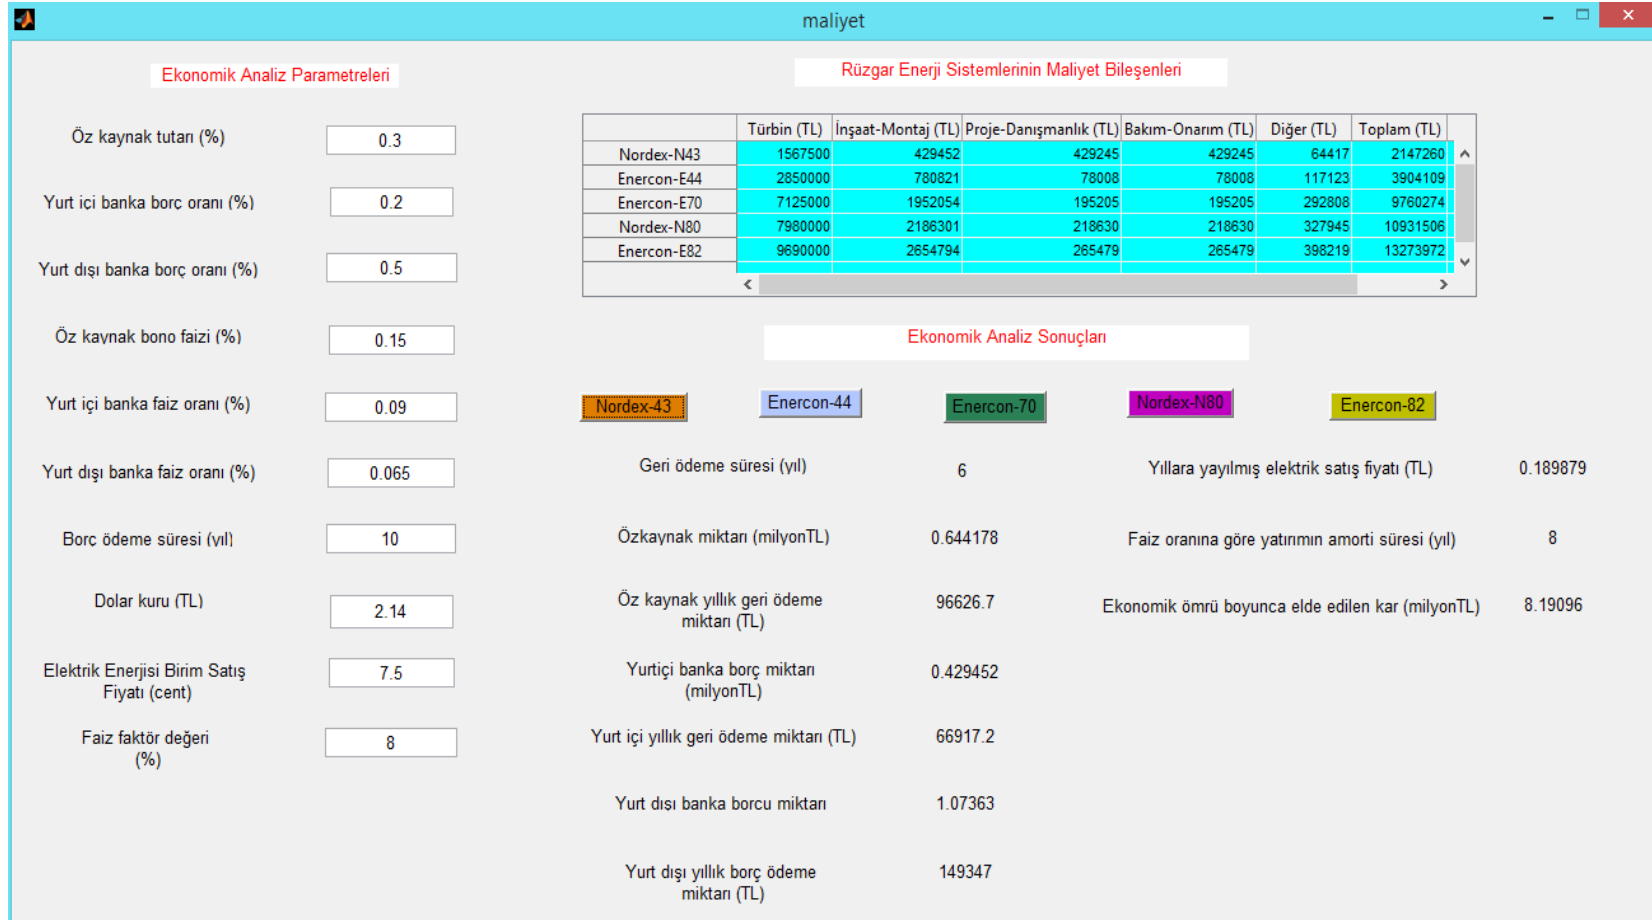 maliyet
Ekonomik Analiz Parametreleri
Öz kaynak tutarı (%)
0.3
Yurt içi banka borç oranı (%)
0.2
Yurt dışı banka borç oranı (%)
0.5
Öz kaynak bono faizi (%)
0.15
Yurt içi banka faiz oranı (%)
0.09
Yurt dışı banka faiz oranı (%)
0.065
Borç ödeme süresi (yıl)
10
Dolar kuru (TL)
2.14
Elektrik Enerjisi Birim Satış
Fiyatı (cent)
7.5
Faiz faktör değeri
(%)
8
Rüzgar Enerji Sistemlerinin Maliyet Bileşenleri
Türbin (TL) İnşaat-Montaj (TL) Proje-Danışmanlık (TL) Bakım-Onarım (TL) Diğer (TL) Toplam (TL)
Nordex-N43 1567500 429452 429245 429245 64417 2147260
Enercon-E44 2850000 780821 78008 78008 117123 3904109
Enercon-E70 7125000 1952054 195205 195205 292808 9760274
Nordex-N80 7980000 2186301 218630 218630 327945 10931506
Enercon-E82 9690000 2654794 265479 265479 398219 13273972
Ekonomik Analiz Sonuçları
Nordex-43 Enercon-44 Enercon-70 Nordex-N80 Enercon-82
Geri ödeme süresi (yıl)
6
Özkaynak miktarı (milyonTL)
0.644178
Öz kaynak yıllık geri ödeme
miktarı (TL)
96626.7
Yurtiçi banka borç miktarı
(milyonTL)
0.429452
Yurt içi yıllık geri ödeme miktarı (TL)
66917.2
Yurt dışı banka borcu miktarı
1.07363
Yurt dışı yıllık borç ödeme
miktarı (TL)
149347
Yıllara yayılmış elektrik satış fiyatı (TL)
0.189879
Faiz oranına göre yatırımın amorti süresi (yıl)
8
Ekonomik ömrü boyunca elde edilen kar (milyonTL)
8.19096